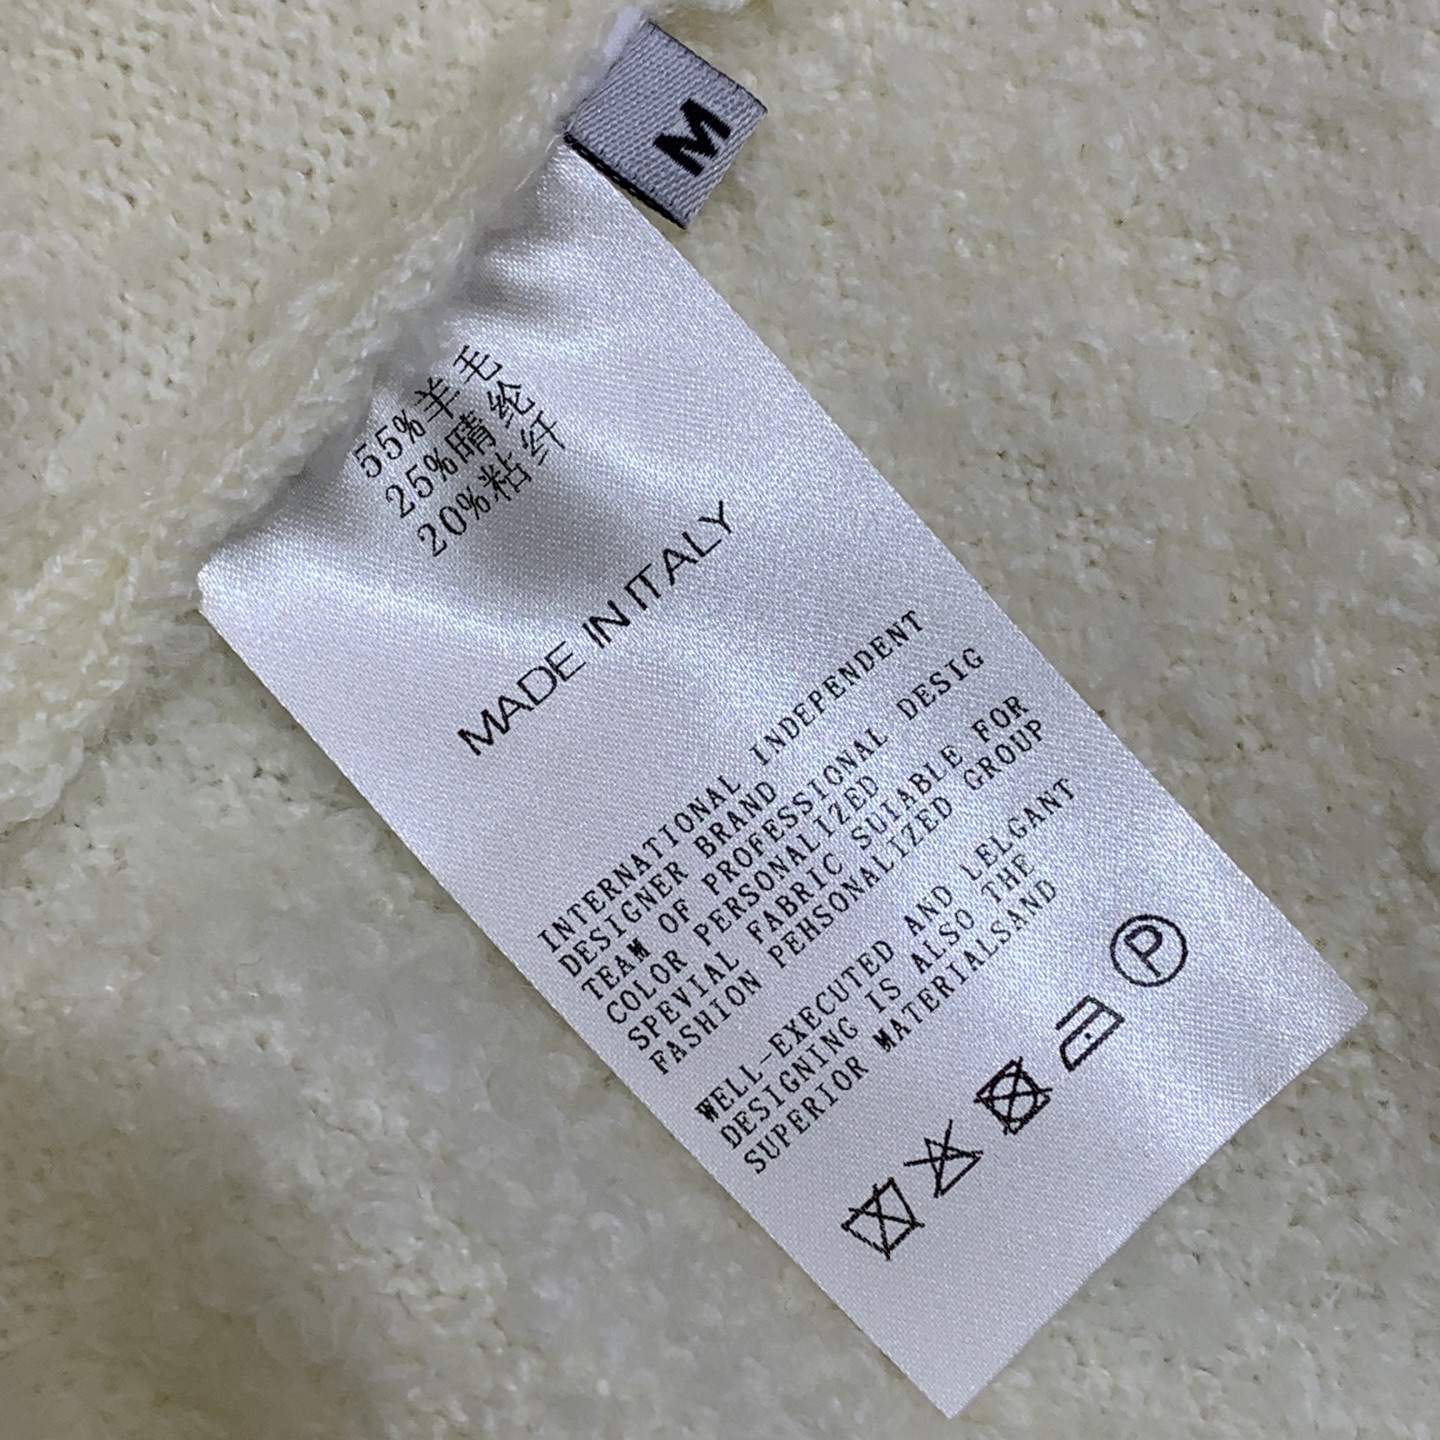 M
55%羊毛
25%晴纶
20%粘纤
MADE IN ITALY
INTERNATIONAL INDEPENDENT
DESIGNER BRAND
TEAM OF PROFESSIONAL DESIG
COLOR PERSONALIZED
SPEVIAL FABRIC SUIABLE FOR
FASHION PEHSONALIZED GROUP
WELL-EXECUTED AND LELGANT
DESIGNING IS ALSO THE
SUPERIOR MATERIALSAND
P